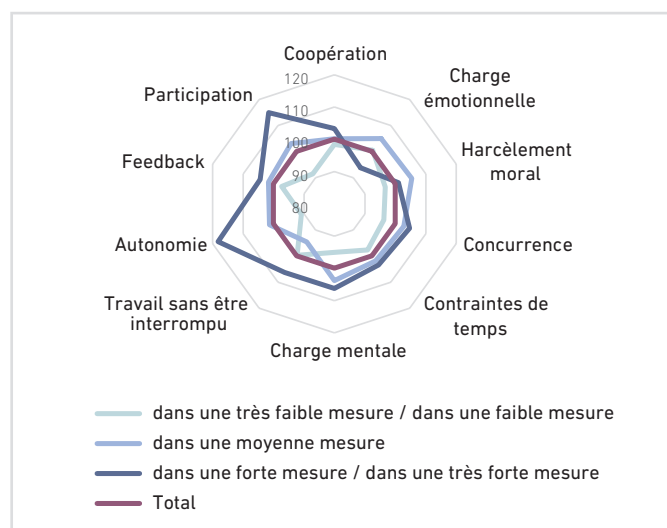 Coopération
120
Charge
émotionnelle
Participation
110
Harcèlement
moral
Feedback
100
90
80
Autonomie
Concurrence
Travail sans être
interrompu
Contraintes de
temps
Charge mentale
dans une très faible mesure / dans une faible mesure
dans une moyenne mesure
dans une forte mesure / dans une très forte mesure
Total